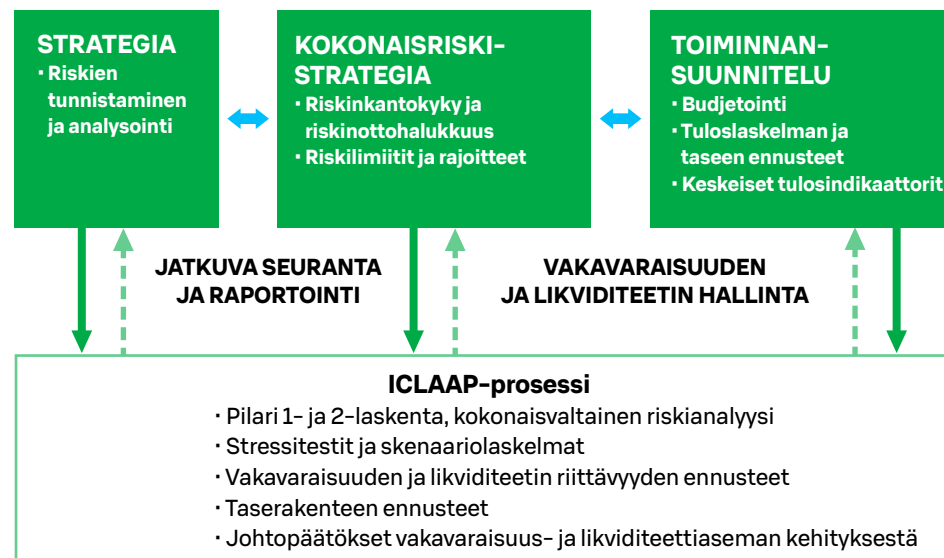 STRATEGIA
· Riskien
tunnistaminen
ja analysointi
KOKONAISRISKI-
STRATEGIA
· Riskinkantokyky ja
riskinottohalukkuus
· Riskilimiitit ja rajoitteet
TOIMINNAN-
SUUNNITELU
· Budjetointi
· Tuloslaskelman ja
taseen ennusteet
· Keskeiset tulosindikaattorit
JATKUVA SEURANTA
JA RAPORTOINTI
VAKAVARAISUUDEN
JA LIKVIDITEETIN HALLINTA
ICLAAP-prosessi
· Pilari 1- ja 2-laskenta, kokonaisvaltainen riskianalyysi
· Stressitestit ja skenaariolaskelmat
· Vakavaraisuuden ja likviditeetin riittävyyden ennusteet
· Taserakenteen ennusteet
· Johtopäätökset vakavaraisuus- ja likviditeettiaseman kehityksestä